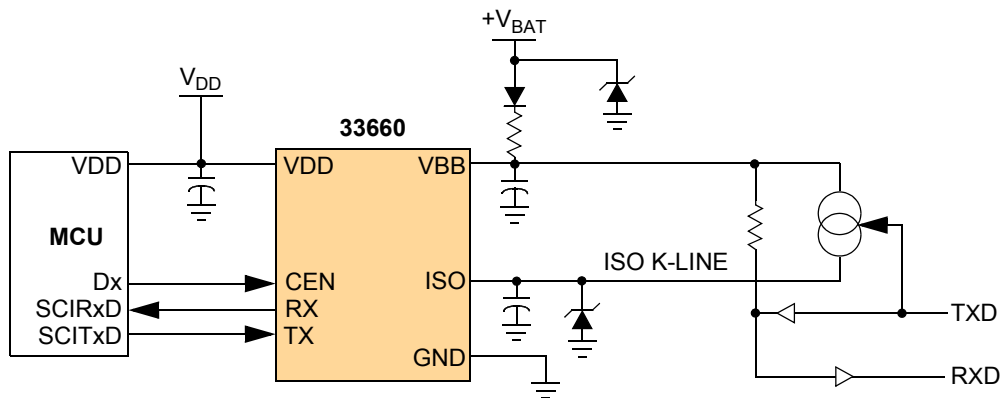 +VBAT
VDD
33660
VDD
VDD
VBB
MCU
ISO K-LINE
Dx
CEN
ISO
SCIRxD
RX
TXD
SCITxD
TX
GND
RXD